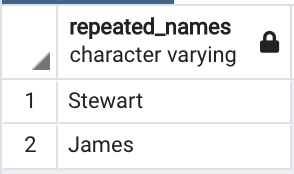 repeated_names
character varying
1 Stewart
2 James